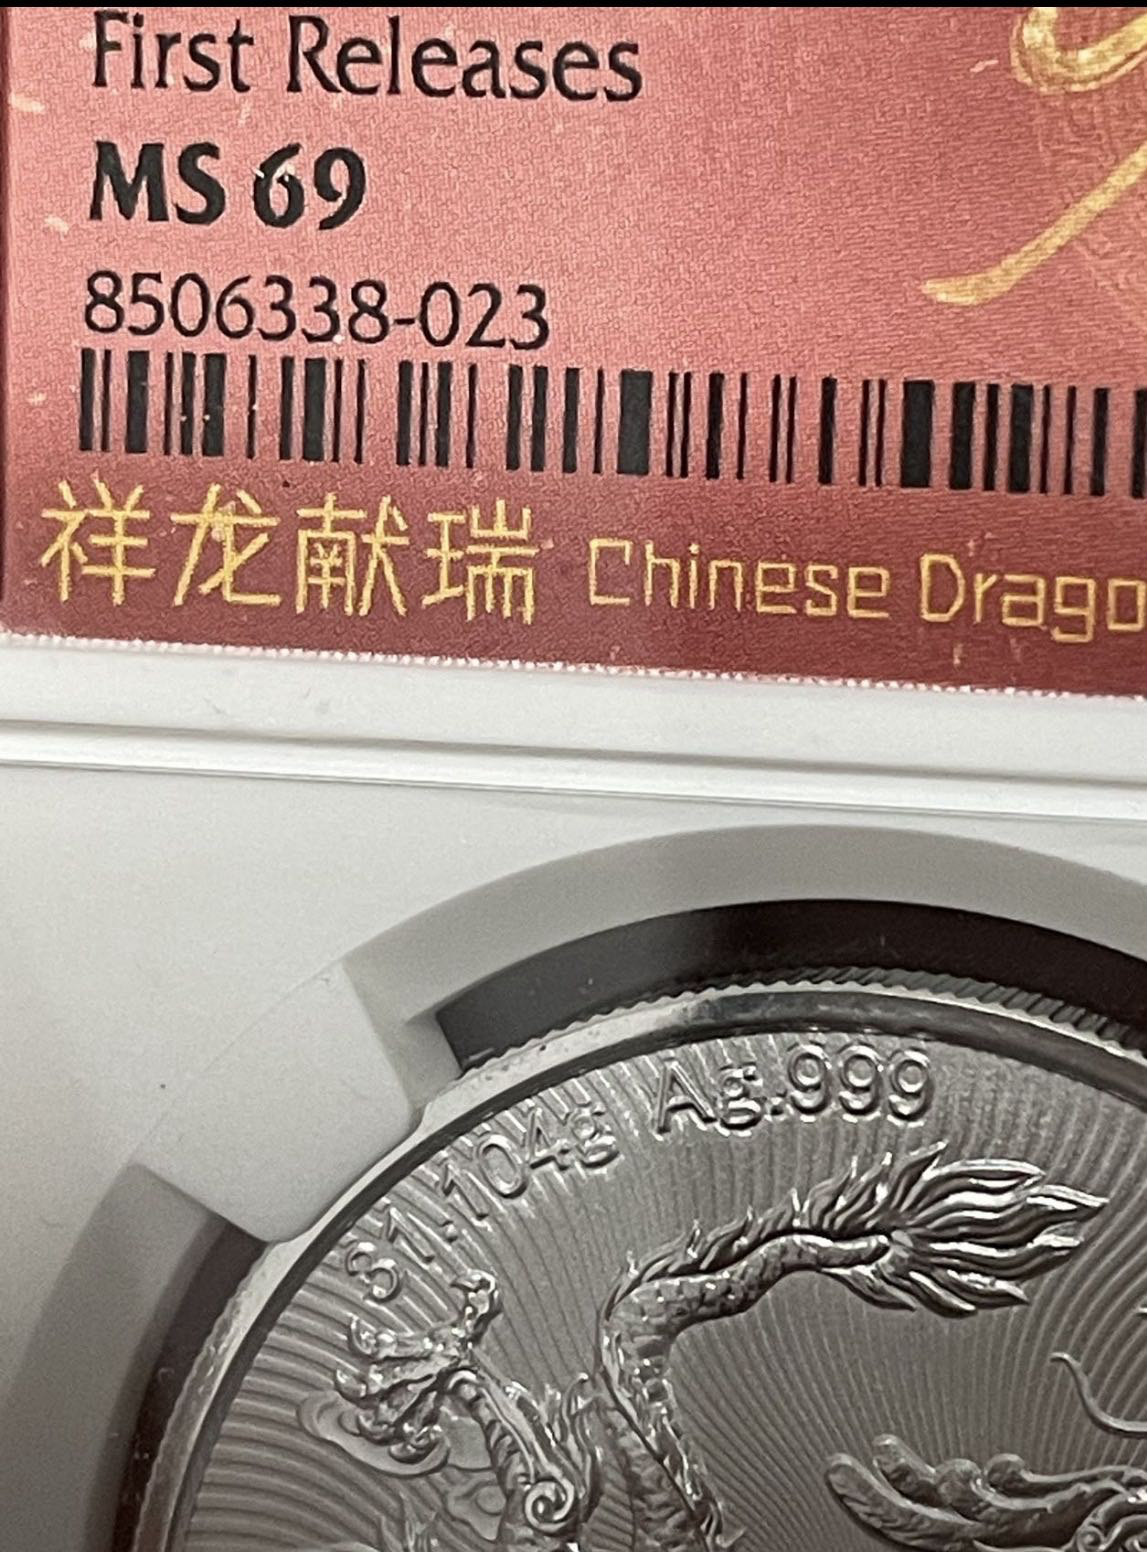 First Releases
MS 69
8506338-023
祥龙献瑞 Chinese Drago
31.104g Ag.999